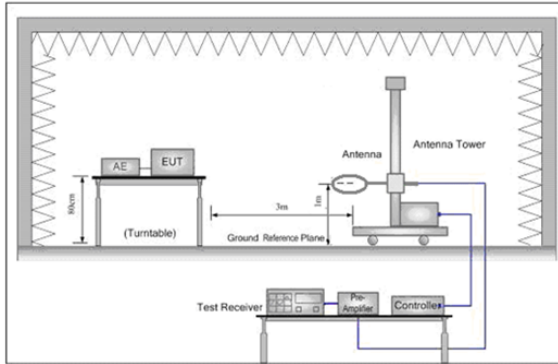 Antenna Tower
Antenna
AE
EUT
80cm
(Turntable)
3m
1m
Ground Reference Plane
Test Receiver
Pre-
Amplifier
Controller